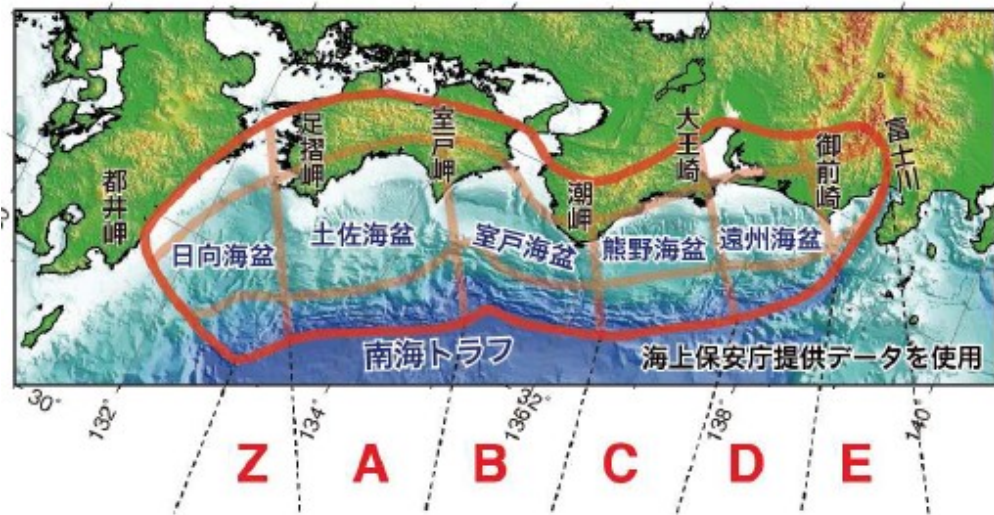 都井岬
足摺岬
室戸岬
潮岬
大王崎
御前崎
富士川
日向海盆
土佐海盆
室戸海盆
熊野海盆
遠州海盆
南海トラフ
海上保安庁提供データを使用
30°
132°
134°
136°
32°
138°
140°
Z
A
B
C
D
E